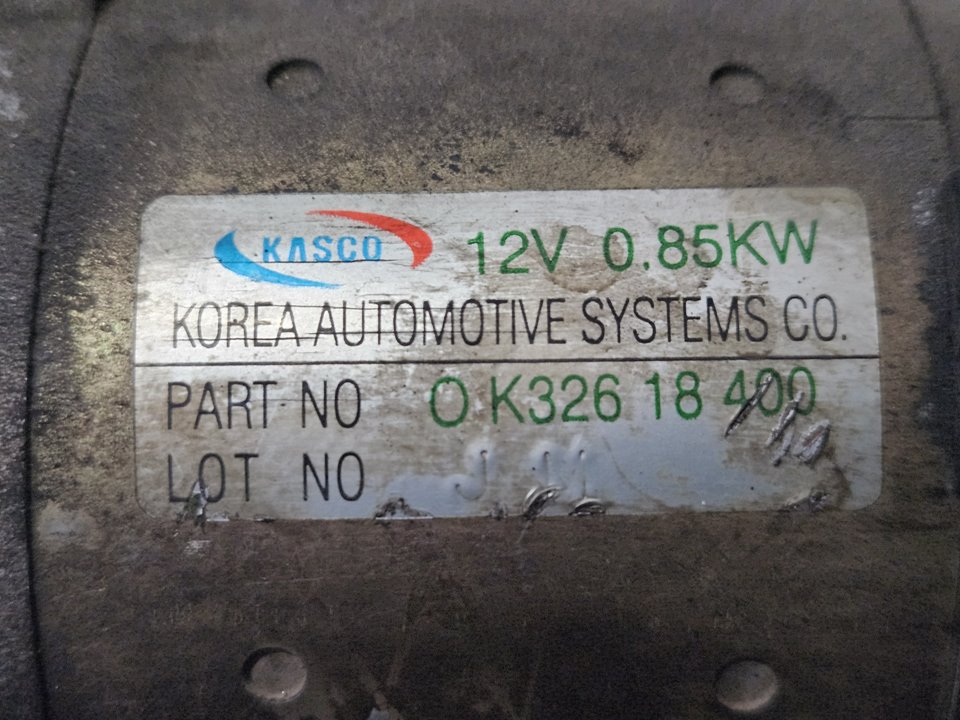 KASCO 12V 0.85KW
KOREA AUTOMOTIVE SYSTEMS CO.
PART NO 0 K326 18 400
LOT NO